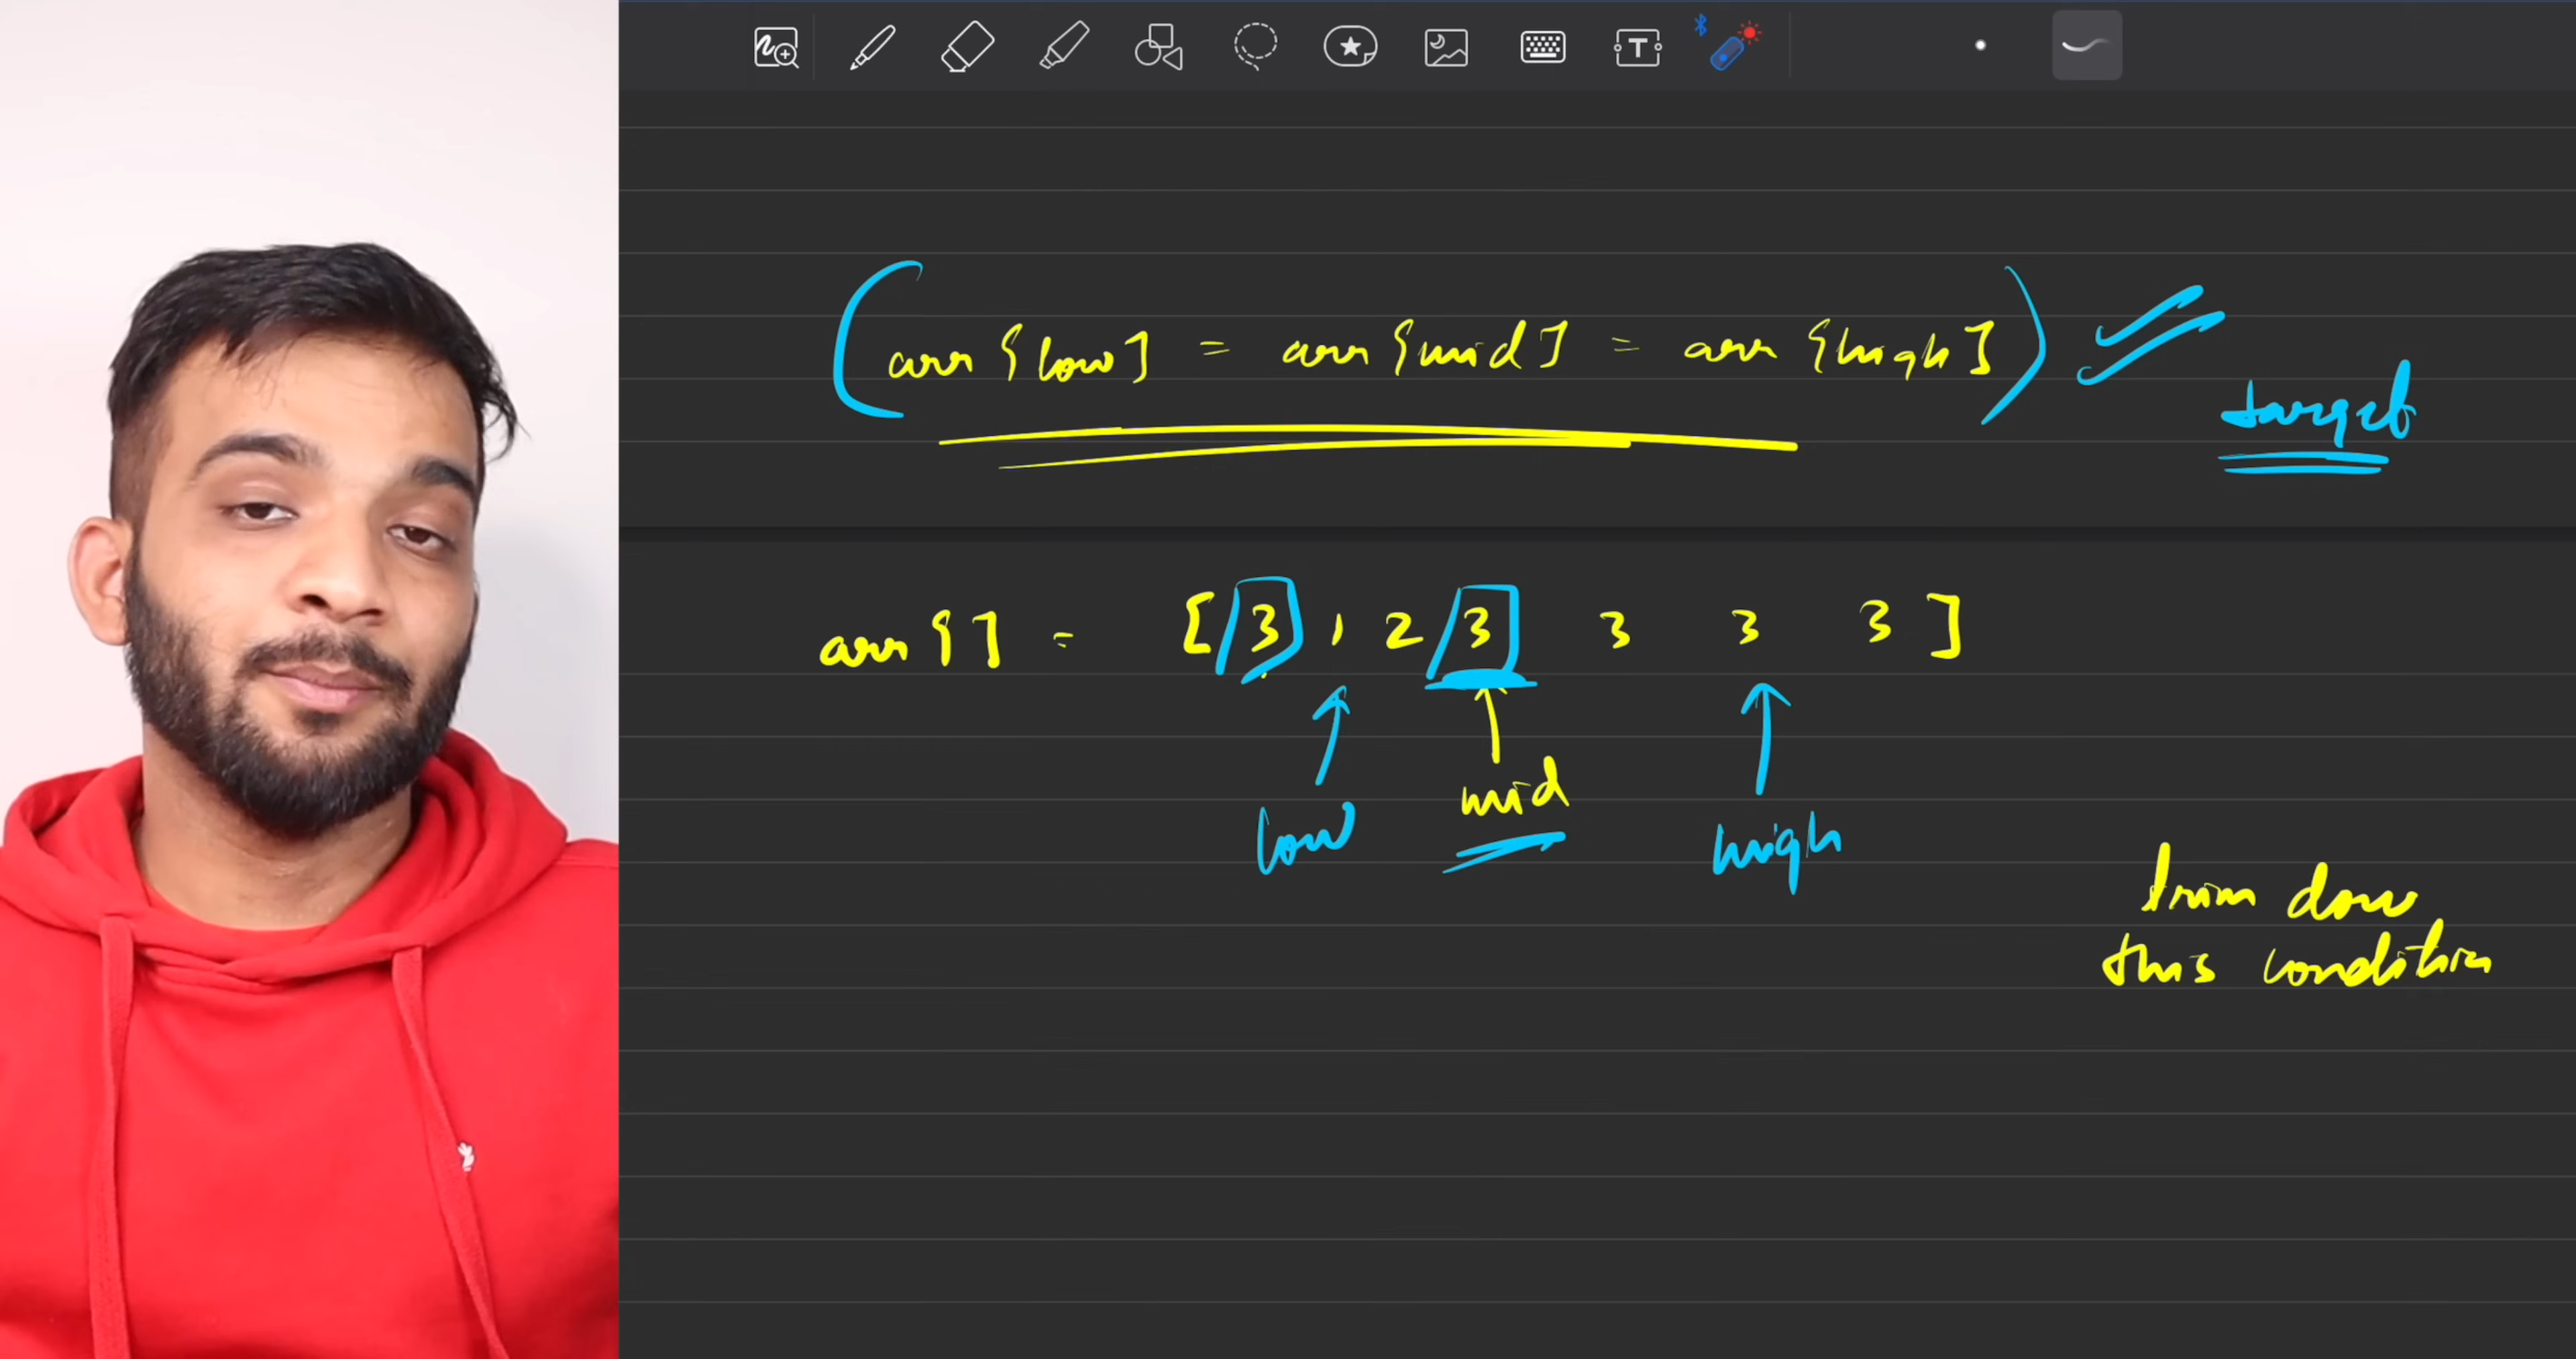 (arr[low] = arr[mid] = arr[high])
target
arr[] = [3 1 2 3 3 3 3]
low mid high
trim down
this condition